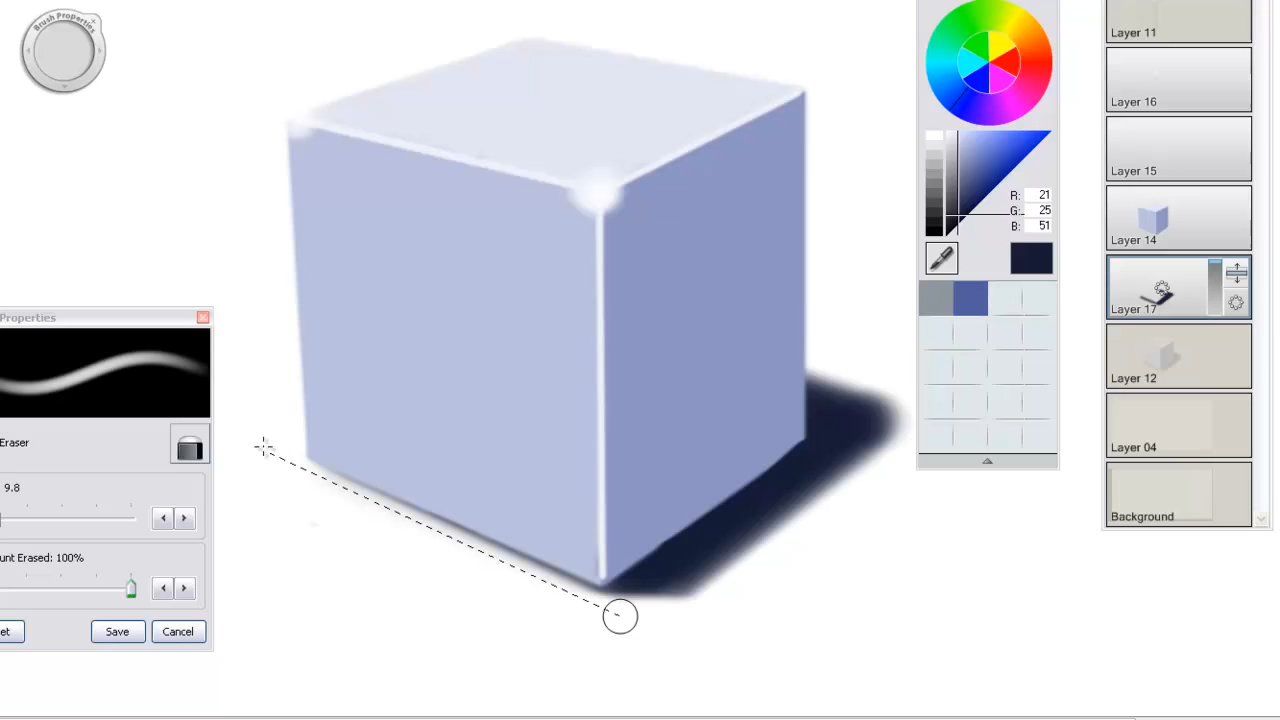 Brush Properties
Layer 11
Layer 16
Layer 15
R: 21
G: 25
B: 51
Layer 14
Layer 17
Properties
Layer 12
Eraser
Layer 04
9.8
Background
unt Erased: 100%
et
Save
Cancel